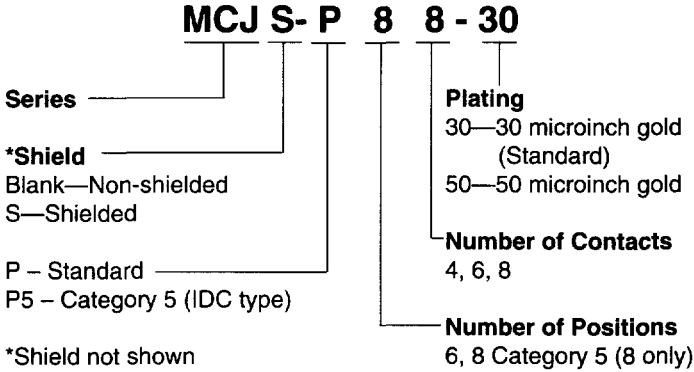 MCJ S- P 8 8 - 30
Series
*Shield
Blank—Non-shielded
S—Shielded
P – Standard
P5 – Category 5 (IDC type)
*Shield not shown
Plating
30—30 microinch gold
(Standard)
50—50 microinch gold
Number of Contacts
4, 6, 8
Number of Positions
6, 8 Category 5 (8 only)